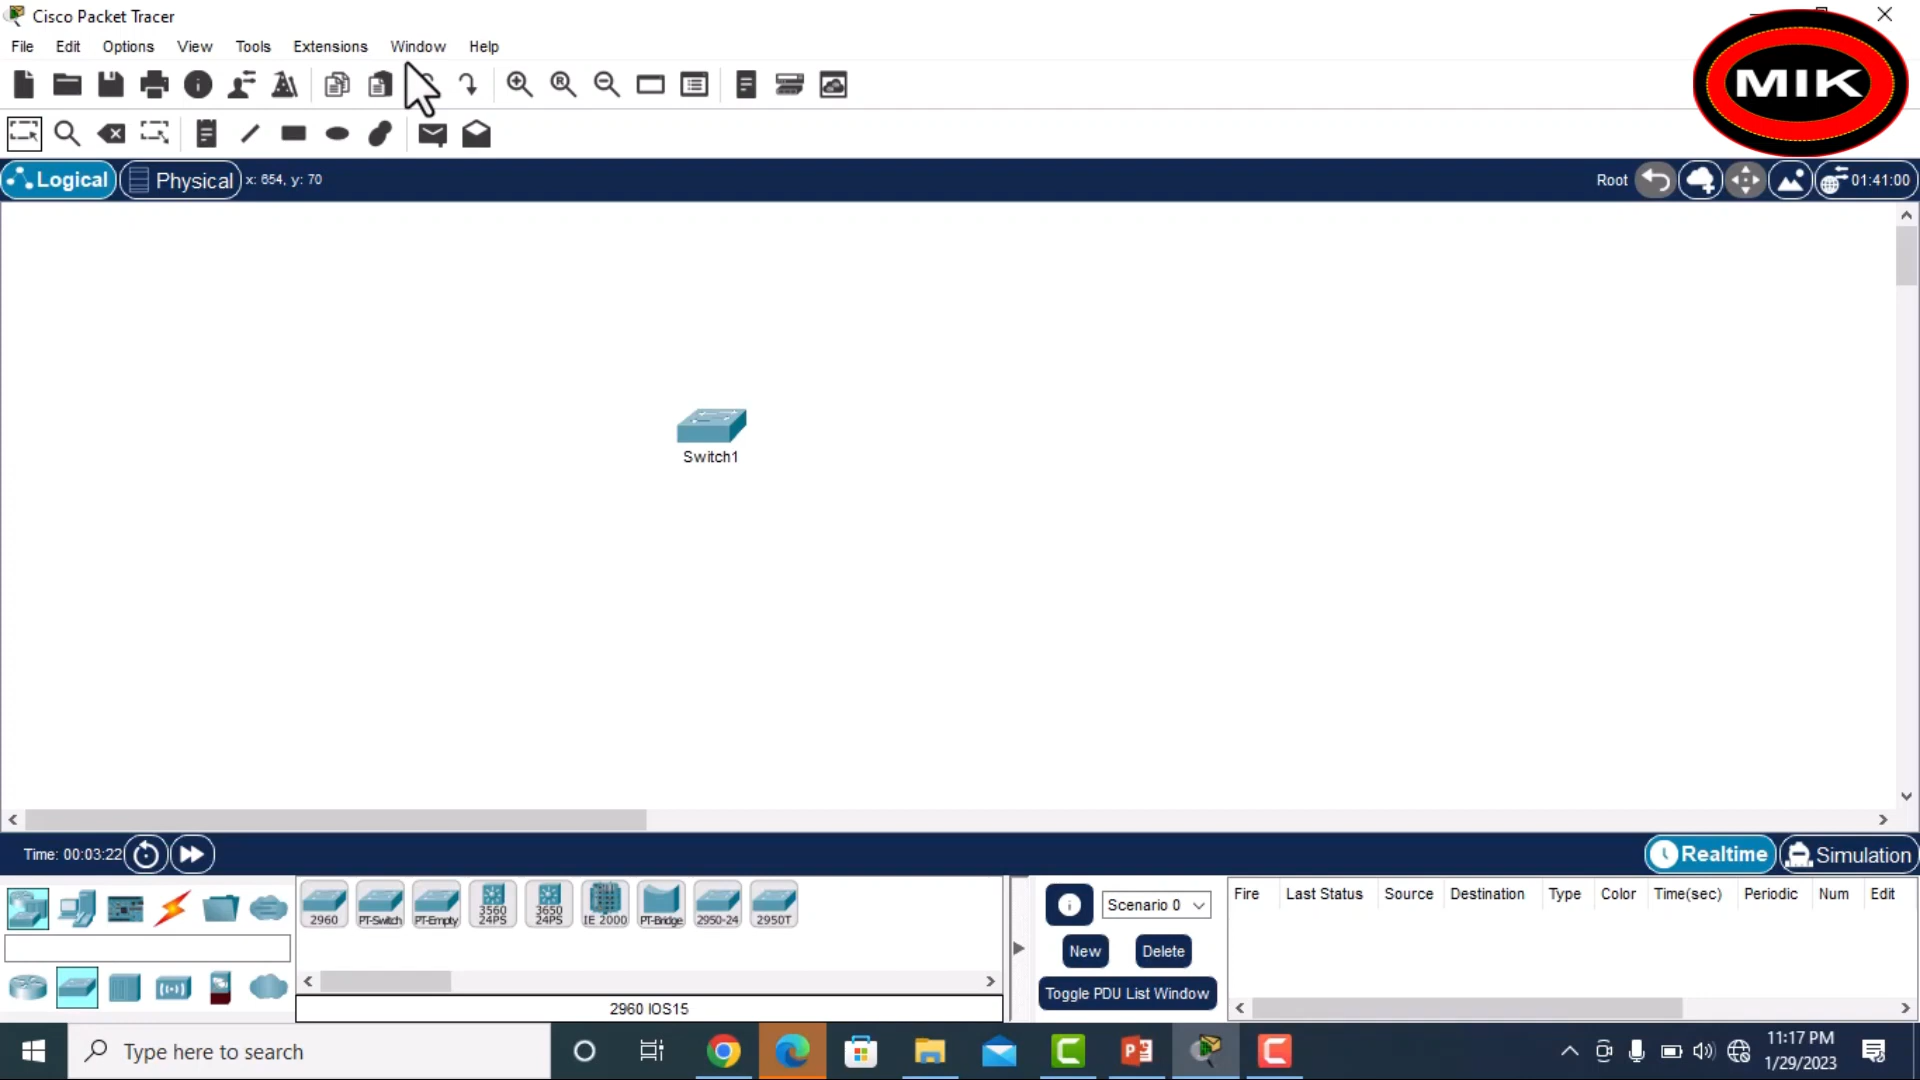 Cisco Packet Tracer
File Edit Options View Tools Extensions Window Help
MIK
Logical Physical x: 654, y: 70 Root 01:41:00
Switch1
Time: 00:03:22 Realtime Simulation
2960 PT-Switch PT-Empty 3560 24PS 3650 24PS IE 2000 PT-Bridge 2950-24 2950T
2960 IOS15
Scenario 0
New Delete
Toggle PDU List Window
Fire Last Status Source Destination Type Color Time(sec) Periodic Num Edit
Type here to search
11:17 PM
1/29/2023